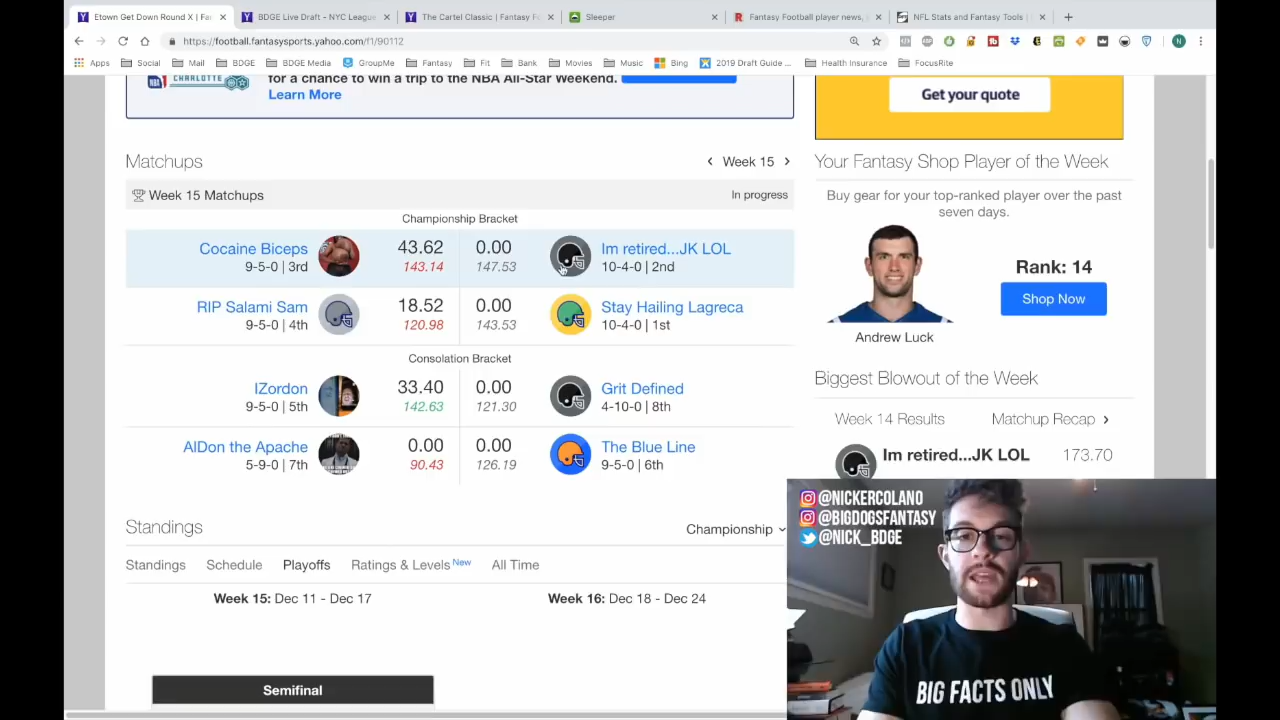 Etown Get Down Round X | Fan
BDGE Live Draft - NYC League
The Cartel Classic | Fantasy Fo
Sleeper
Fantasy Football player news,
NFL Stats and Fantasy Tools |
https://football.fantasysports.yahoo.com/f1/90112
Apps Social Mail BDGE BDGE Media GroupMe Fantasy Fit Bank Movies Music Bing 2019 Draft Guide ... Health Insurance FocusRite
NBA CHARLOTTE
for a chance to win a trip to the NBA All-Star Weekend.
Learn More
Get your quote
Matchups
Week 15
Week 15 Matchups
In progress
Championship Bracket
Cocaine Biceps 43.62 0.00 Im retired...JK LOL
9-5-0 | 3rd 143.14 147.53 10-4-0 | 2nd
RIP Salami Sam 18.52 0.00 Stay Hailing Lagreca
9-5-0 | 4th 120.98 143.53 10-4-0 | 1st
Consolation Bracket
IZordon 33.40 0.00 Grit Defined
9-5-0 | 5th 142.63 121.30 4-10-0 | 8th
AlDon the Apache 0.00 0.00 The Blue Line
5-9-0 | 7th 90.43 126.19 9-5-0 | 6th
Standings
Championship
Standings Schedule Playoffs Ratings & Levels New All Time
Week 15: Dec 11 - Dec 17
Week 16: Dec 18 - Dec 24
Semifinal
Your Fantasy Shop Player of the Week
Buy gear for your top-ranked player over the past
seven days.
Rank: 14
Shop Now
Andrew Luck
Biggest Blowout of the Week
Week 14 Results
Matchup Recap
Im retired...JK LOL 173.70
@NICKERCOLANO
@BIGDOGSFANTASY
@NICK_BDGE
BIG FACTS ONLY